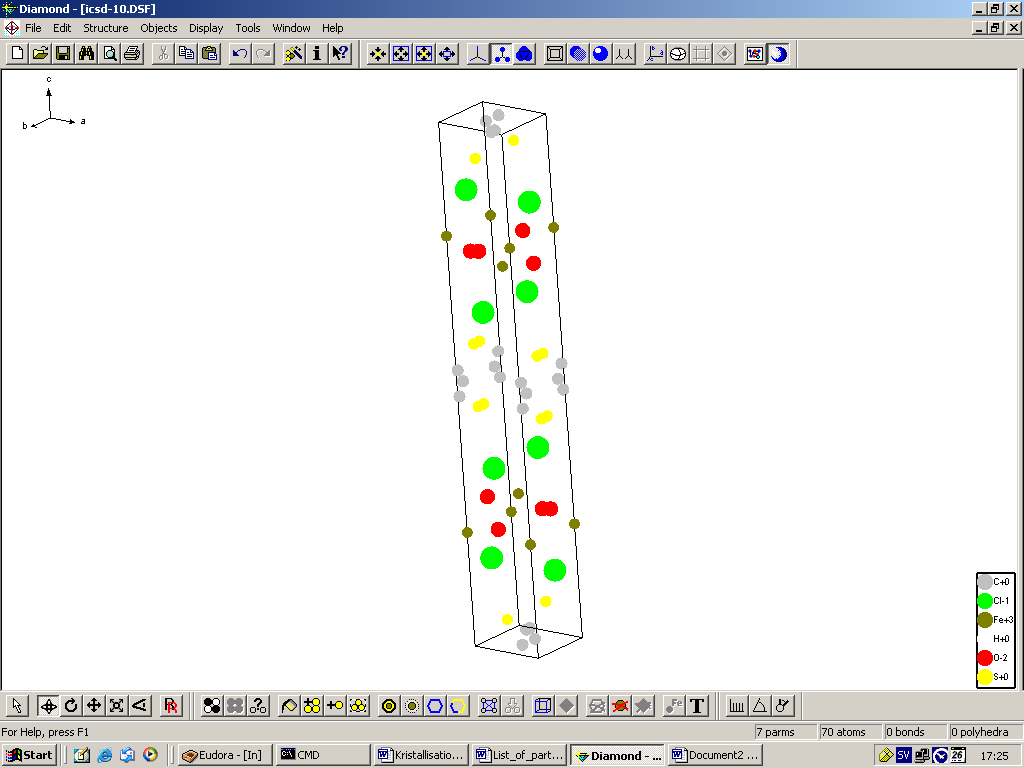 Diamond - [icsd-10.DSF]
File Edit Structure Objects Display Tools Window Help
c
b
a
C+0
Cl-1
Fe+3
H+0
O-2
S+0
For Help, press F1 7 parms 70 atoms 0 bonds 0 polyhedra
Start Eudora - [In] CMD Kristallisatio... List_of_part... Diamond - ... Document2 ... SV 26 17:25